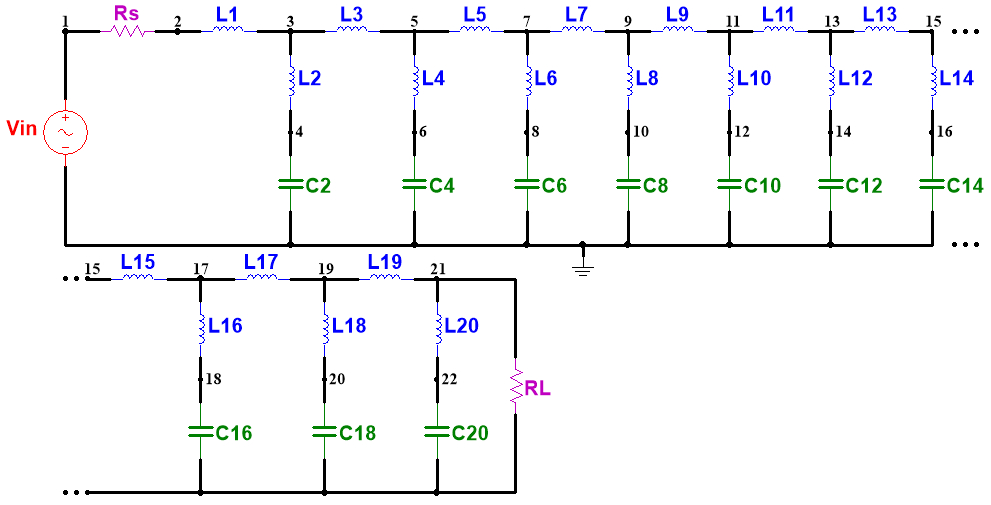 1 Rs 2 L1 3 L3 5 L5 7 L7 9 L9 11 L11 13 L13 15
L2 L4 L6 L8 L10 L12 L14
Vin 4 6 8 10 12 14 16
C2 C4 C6 C8 C10 C12 C14
15 L15 17 L17 19 L19 21
L16 L18 L20
18 20 22 RL
C16 C18 C20